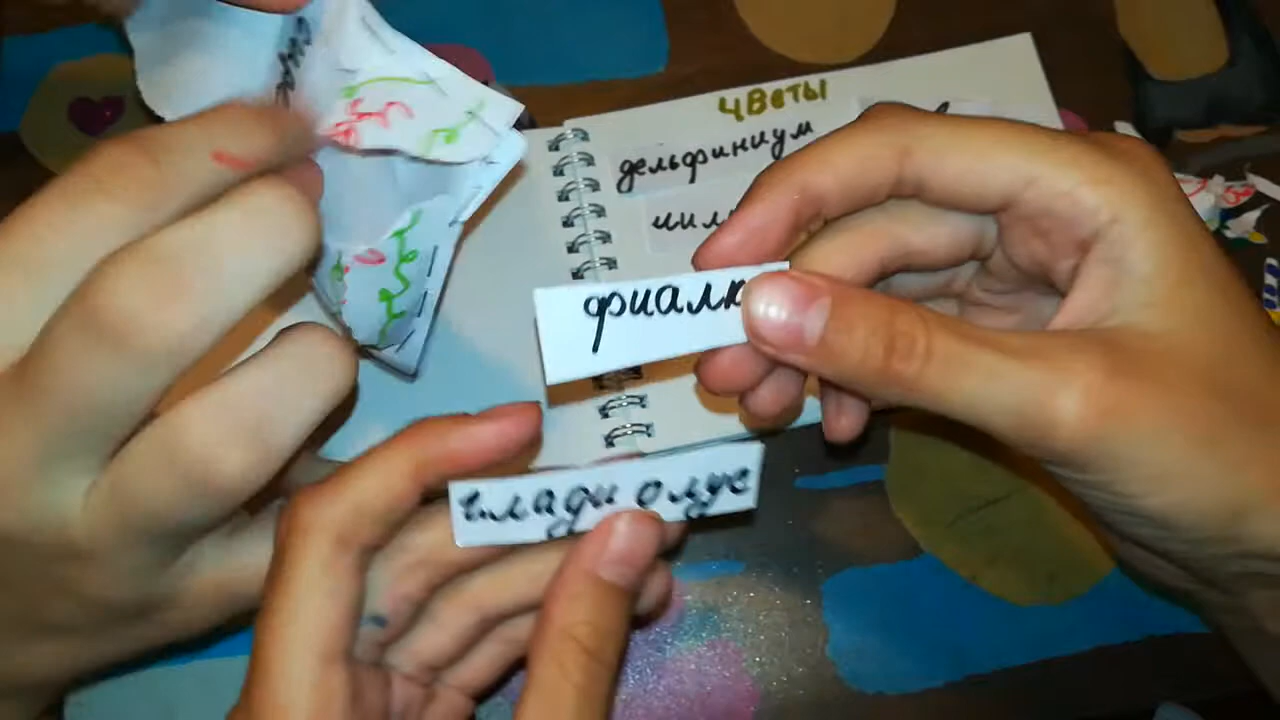 цветы
дельфиниум
фиалк
гладиолус